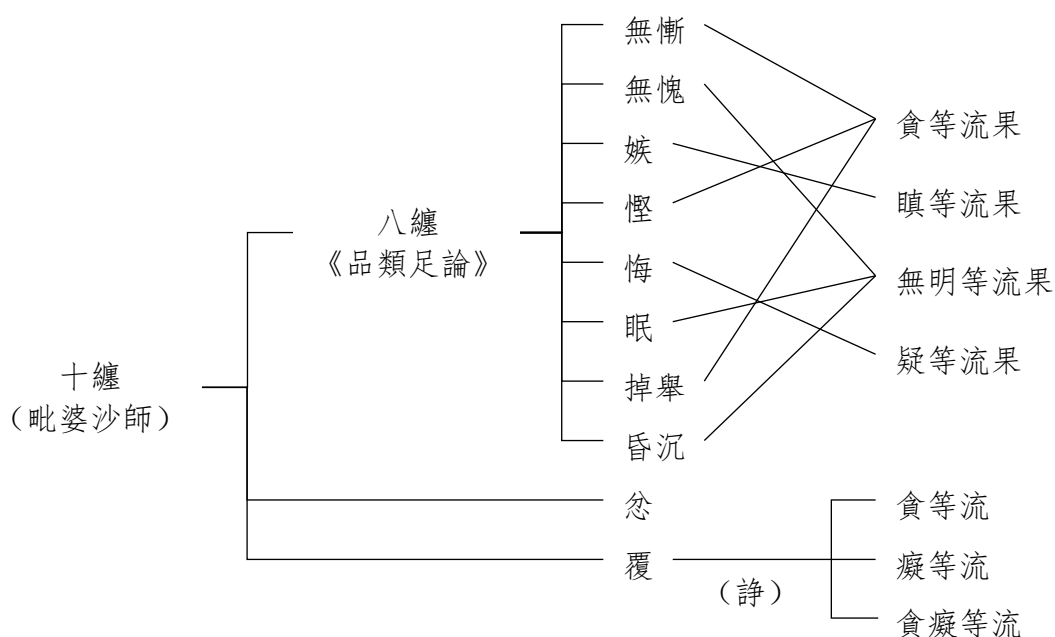 無慚
無愧
嫉
慳
悔
眠
掉舉
昏沉
貪等流果
瞋等流果
無明等流果
疑等流果
八纏
《品類足論》
十纏
（毗婆沙師）
忿
覆
（諍）
貪等流
癡等流
貪癡等流